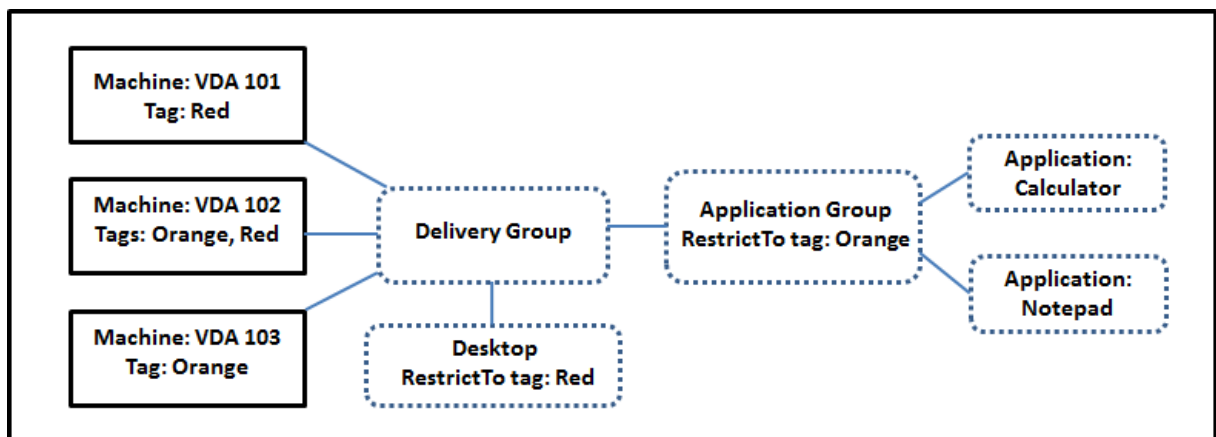 Machine: VDA 101
Tag: Red
Machine: VDA 102
Tags: Orange, Red
Machine: VDA 103
Tag: Orange
Delivery Group
Desktop
RestrictTo tag: Red
Application Group
RestrictTo tag: Orange
Application:
Calculator
Application:
Notepad